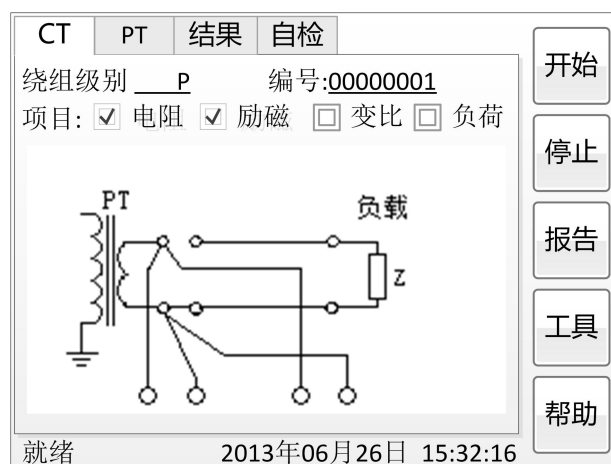 CT PT 结果 自检
开始
绕组级别 P 编号:00000001
项目: 电阻 励磁 变比 负荷
停止
PT 负载
报告
Z
工具
帮助
就绪 2013年06月26日 15:32:16